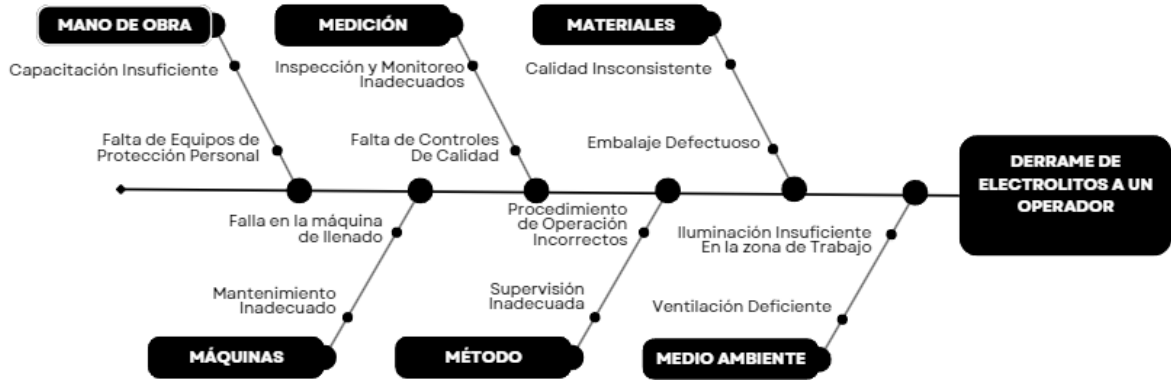 MANO DE OBRA
MEDICIÓN
MATERIALES
Capacitación Insuficiente
Inspección y Monitoreo
Inadecuados
Calidad Insconsistente
Falta de Equipos de
Protección Personal
Falta de Controles
De Calidad
Embalaje Defectuoso
DERRAME DE
ELECTROLITOS A UN
OPERADOR
Falla en la máquina
de llenado
Procedimiento
de Operación
Incorrectos
Iluminación Insuficiente
En la zona de Trabajo
Mantenimiento
Inadecuado
Supervisión
Inadecuada
Ventilación Deficiente
MÁQUINAS
MÉTODO
MEDIO AMBIENTE